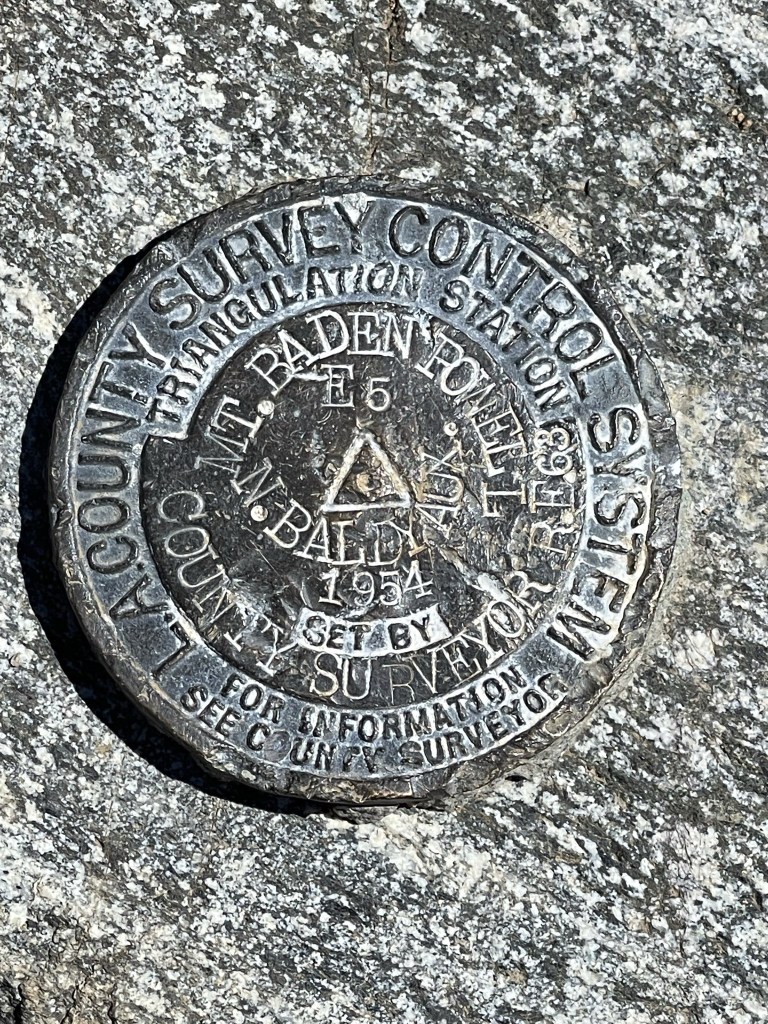 L.A. COUNTY SURVEY CONTROL SYSTEM
TRIANGULATION STATION
MT. BADEN POWELL
E 5
N. BALDY AUX.
1954
SET BY
COUNTY SURVEYOR RE68
FOR INFORMATION
SEE COUNTY SURVEYOR